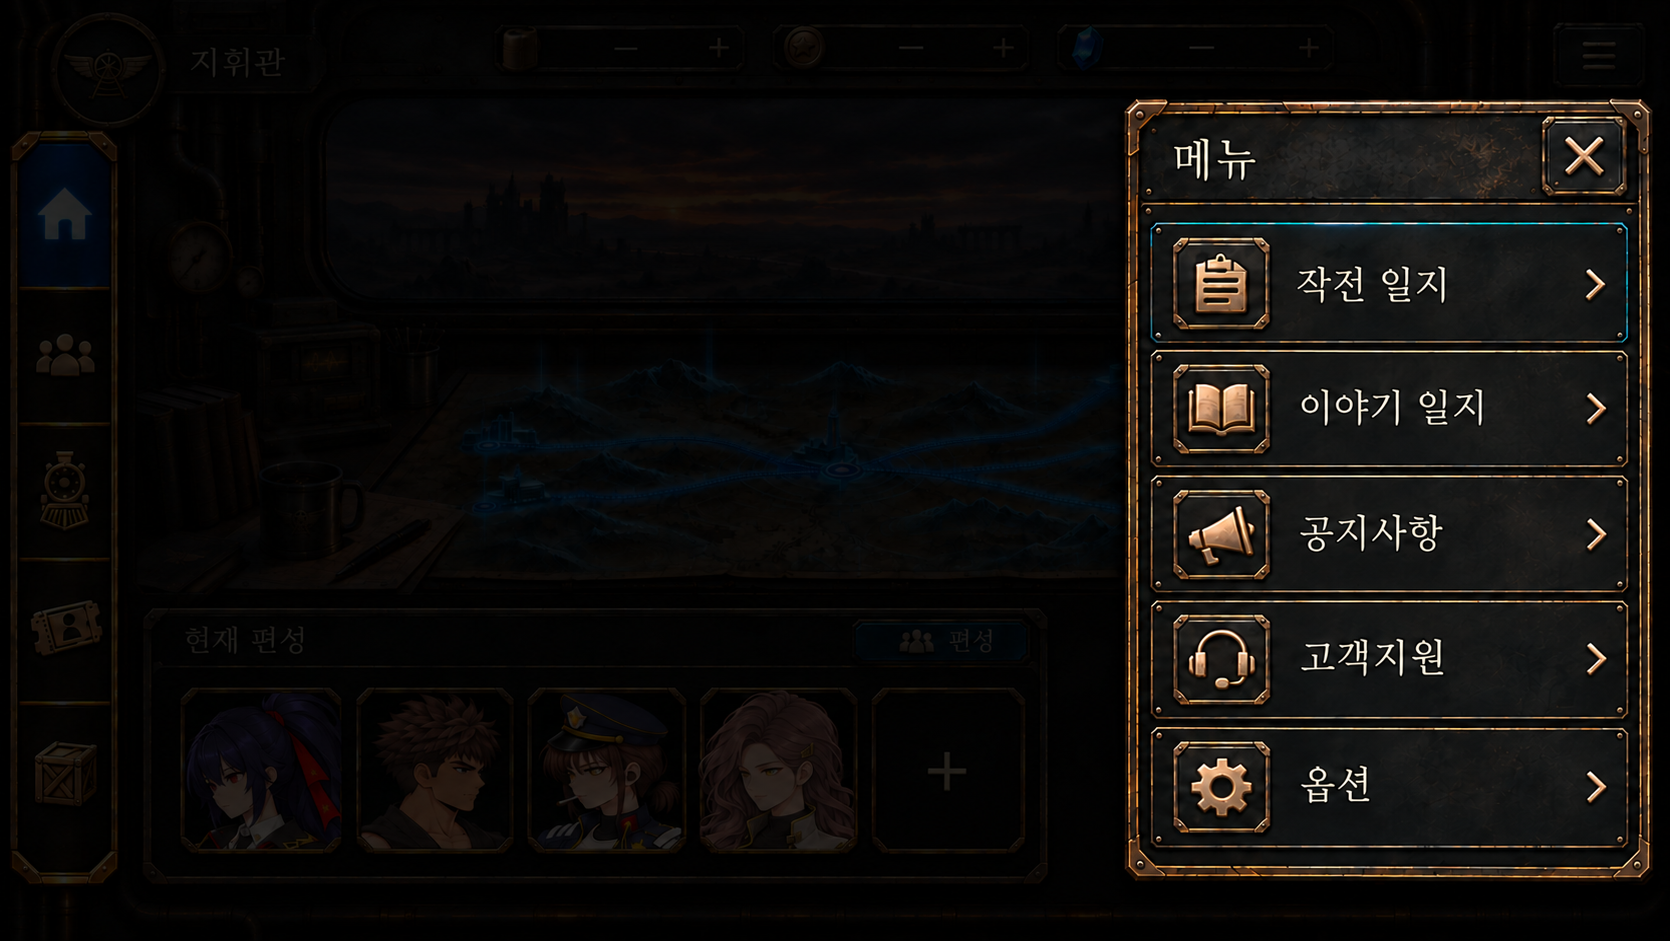 지휘관
메뉴
작전 일지
이야기 일지
공지사항
고객지원
옵션
현재 편성
편성